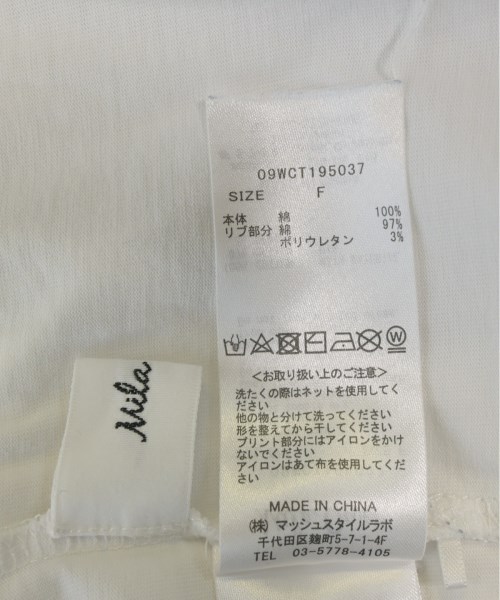 09WCT195037
SIZE F
本体 綿 100%
リブ部分 綿 97%
ポリウレタン 3%
W
<お取り扱い上のご注意>
洗たくの際はネットを使用してく
ださい
他の物と分けて洗ってください
形を整えてから干してください
プリント部分にはアイロンをかけ
ないでください
アイロンはあて布を使用してくだ
さい
MADE IN CHINA
(株) マッシュスタイルラボ
千代田区麹町5-7-1-4F
TEL 03-5778-4105
Mila